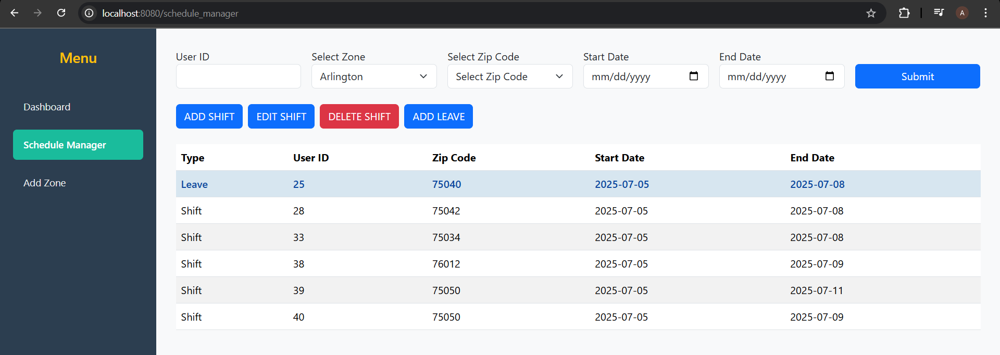 localhost:8080/schedule_manager
A
Menu
Dashboard
Schedule Manager
Add Zone
User ID Select Zone Select Zip Code Start Date End Date
Arlington Select Zip Code mm/dd/yyyy mm/dd/yyyy Submit
ADD SHIFT EDIT SHIFT DELETE SHIFT ADD LEAVE
Type User ID Zip Code Start Date End Date
Leave 25 75040 2025-07-05 2025-07-08
Shift 28 75042 2025-07-05 2025-07-08
Shift 33 75034 2025-07-05 2025-07-08
Shift 38 76012 2025-07-05 2025-07-09
Shift 39 75050 2025-07-05 2025-07-11
Shift 40 75050 2025-07-05 2025-07-09